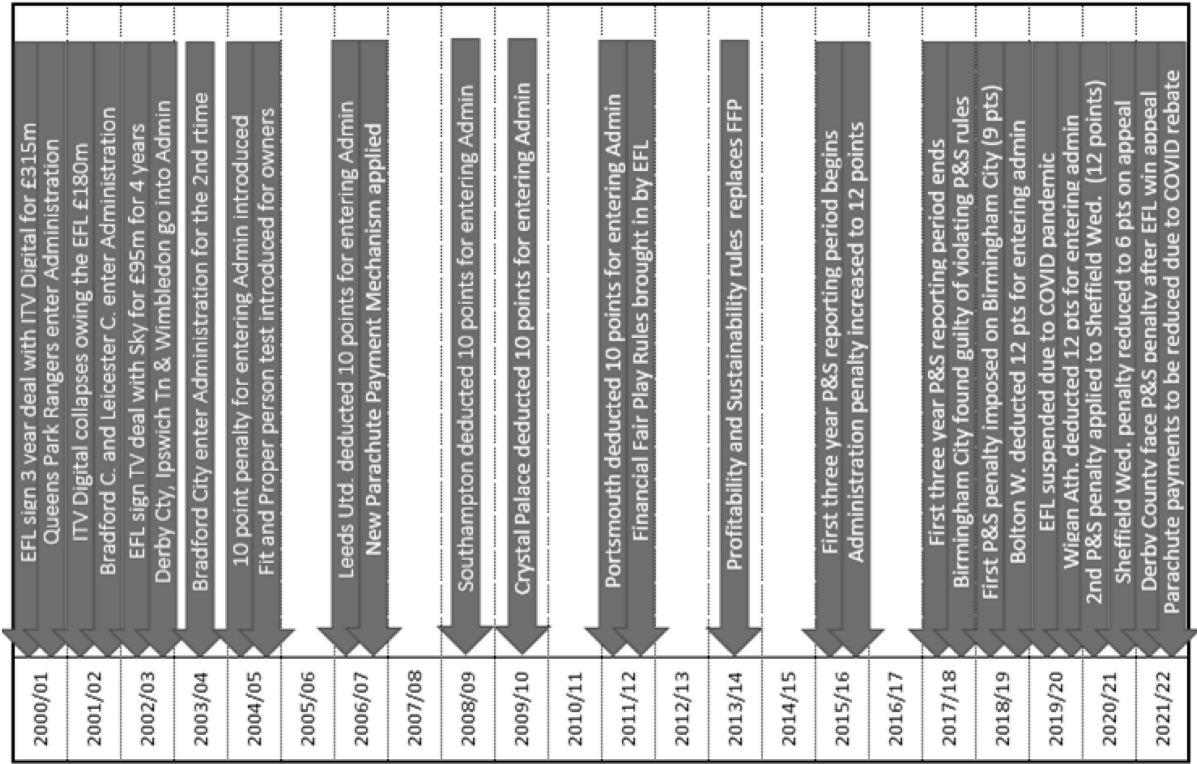 2000/01
EFL sign 3 year deal with ITV Digital for £315m
Queens Park Rangers enter Administration
2001/02
ITV Digital collapses owing the EFL £180m
Bradford C. and Leicester C. enter Administration
2002/03
EFL sign TV deal with Sky for £95m for 4 years
Derby Cty, Ipswich Tn & Wimbledon go into Admin
2003/04
Bradford City enter Administration for the 2nd rtime
2004/05
10 point penalty for entering Admin introduced
Fit and Proper person test introduced for owners
2005/06
2006/07
Leeds Utd. deducted 10 points for entering Admin
New Parachute Payment Mechanism applied
2007/08
2008/09
Southampton deducted 10 points for entering Admin
2009/10
Crystal Palace deducted 10 points for entering Admin
2010/11
2011/12
Portsmouth deducted 10 points for entering Admin
Financial Fair Play Rules brought in by EFL
2012/13
2013/14
Profitability and Sustainability rules replaces FFP
2014/15
2015/16
First three year P&S reporting period begins
Administration penalty increased to 12 points
2016/17
2017/18
First three year P&S reporting period ends
Birmingham City found guilty of violating P&S rules
2018/19
First P&S penalty imposed on Birmingham City (9 pts)
Bolton W. deducted 12 pts for entering admin
2019/20
EFL suspended due to COVID pandemic
Wigan Ath. deducted 12 pts for entering admin
2020/21
2nd P&S penalty applied to Sheffield Wed. (12 points)
Sheffield Wed penalty reduced to 6 pts on appeal
2021/22
Derby County face P&S penalty after EFL win appeal
Parachute payments to be reduced due to COVID rebate